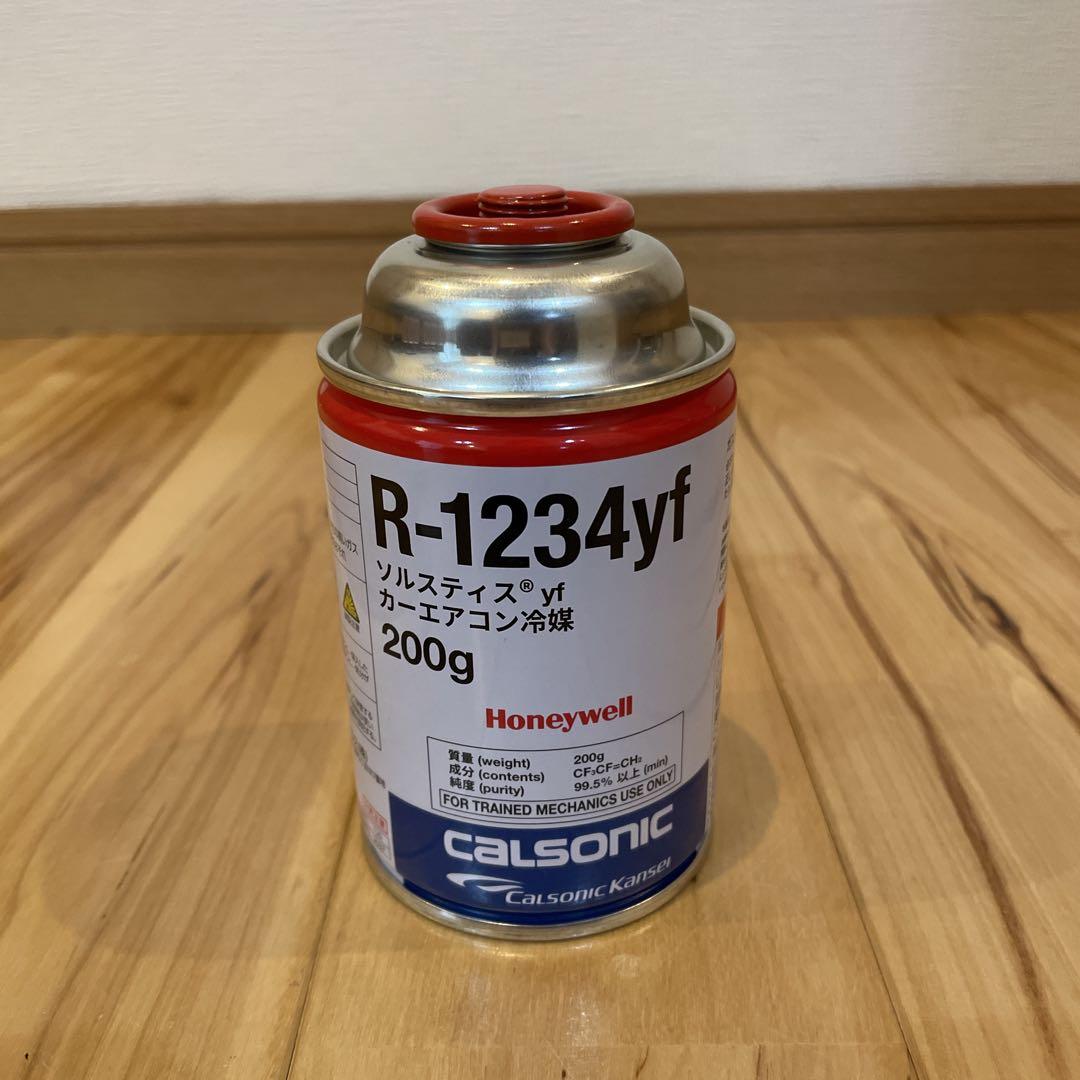 R-1234yf
ソルスティス® yf
カーエアコン冷媒
200g
Honeywell
質量 (weight) 200g
成分 (contents) CF₃CF=CH₂
純度 (purity) 99.5% 以上 (min)
FOR TRAINED MECHANICS USE ONLY
CALSONIC
CALSONIC KANSEI